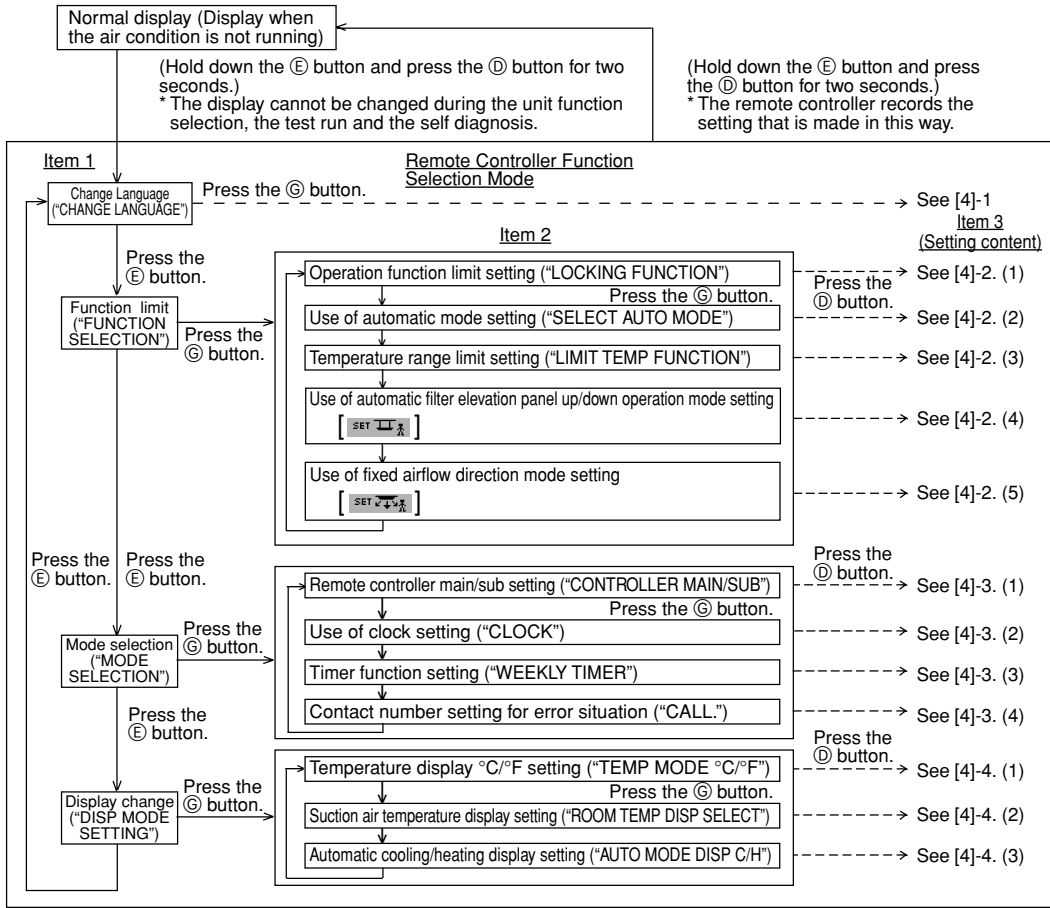 Normal display (Display when
the air condition is not running)
(Hold down the Ⓔ button and press the Ⓓ button for two
seconds.)
* The display cannot be changed during the unit function
selection, the test run and the self diagnosis.
(Hold down the Ⓔ button and press
the Ⓓ button for two seconds.)
* The remote controller records the
setting that is made in this way.
Item 1
Remote Controller Function
Selection Mode
Change Language
("CHANGE LANGUAGE")
Press the Ⓖ button.
See [4]-1
Item 3
(Setting content)
Item 2
Press the
Ⓔ button.
Function limit
("FUNCTION
SELECTION")
Press the
Ⓖ button.
Operation function limit setting ("LOCKING FUNCTION")
Press the Ⓖ button.
Press the
Ⓓ button.
See [4]-2. (1)
Use of automatic mode setting ("SELECT AUTO MODE")
See [4]-2. (2)
Temperature range limit setting ("LIMIT TEMP FUNCTION")
See [4]-2. (3)
Use of automatic filter elevation panel up/down operation mode setting
[ SET ]
See [4]-2. (4)
Use of fixed airflow direction mode setting
[ SET ]
See [4]-2. (5)
Press the
Ⓔ button.
Press the
Ⓔ button.
Mode selection
("MODE
SELECTION")
Press the
Ⓖ button.
Remote controller main/sub setting ("CONTROLLER MAIN/SUB")
Press the Ⓖ button.
Press the
Ⓓ button.
See [4]-3. (1)
Use of clock setting ("CLOCK")
See [4]-3. (2)
Timer function setting ("WEEKLY TIMER")
See [4]-3. (3)
Contact number setting for error situation ("CALL.")
See [4]-3. (4)
Press the
Ⓔ button.
Display change
("DISP MODE
SETTING")
Press the
Ⓖ button.
Temperature display °C/°F setting ("TEMP MODE °C/°F")
Press the Ⓖ button.
Press the
Ⓓ button.
See [4]-4. (1)
Suction air temperature display setting ("ROOM TEMP DISP SELECT")
See [4]-4. (2)
Automatic cooling/heating display setting ("AUTO MODE DISP C/H")
See [4]-4. (3)